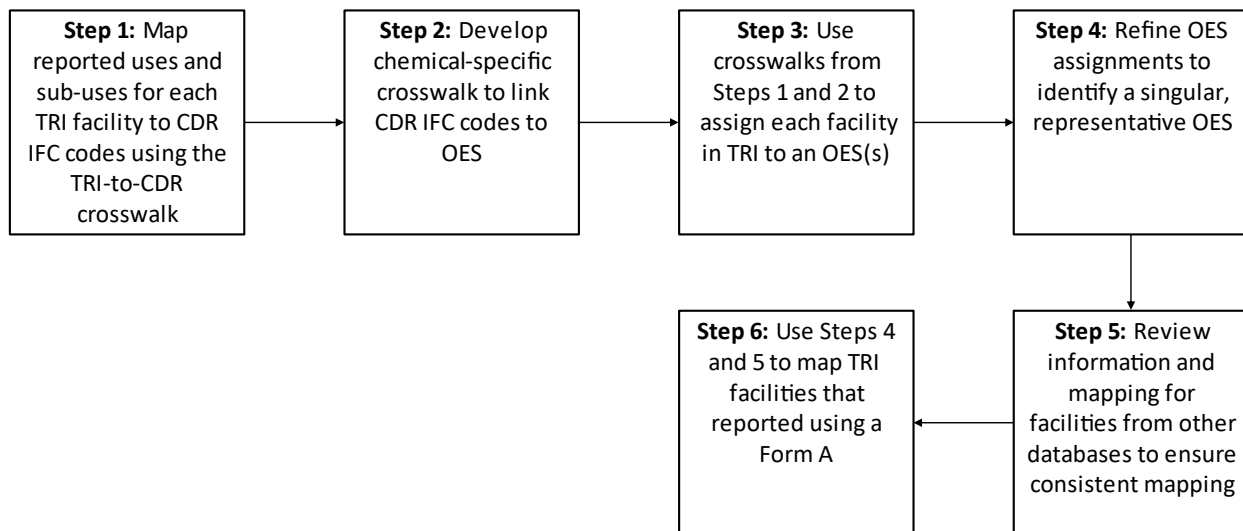 Step 1: Map
reported uses and
sub-uses for each
TRI facility to CDR
IFC codes using the
TRI-to-CDR
crosswalk
Step 2: Develop
chemical-specific
crosswalk to link
CDR IFC codes to
OES
Step 3: Use
crosswalks from
Steps 1 and 2 to
assign each facility
in TRI to an OES(s)
Step 4: Refine OES
assignments to
identify a singular,
representative OES
Step 5: Review
information and
mapping for
facilities from other
databases to ensure
consistent mapping
Step 6: Use Steps 4
and 5 to map TRI
facilities that
reported using a
Form A